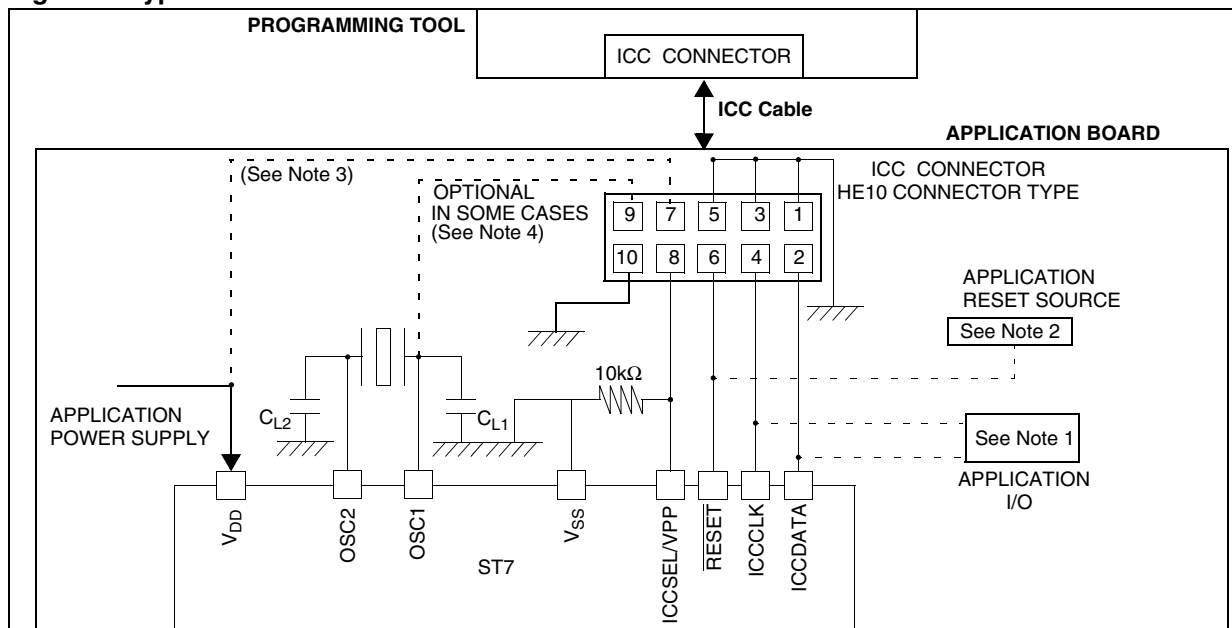 PROGRAMMING TOOL
ICC CONNECTOR
ICC Cable
APPLICATION BOARD
(See Note 3)
OPTIONAL
IN SOME CASES
(See Note 4)
ICC CONNECTOR
HE10 CONNECTOR TYPE
9 7 5 3 1
10 8 6 4 2
APPLICATION
RESET SOURCE
See Note 2
10kΩ
APPLICATION
POWER SUPPLY
CL2
CL1
See Note 1
APPLICATION
I/O
VDD
OSC2
OSC1
VSS
ICCSEL/VPP
RESET
ICCCLK
ICCDATA
ST7